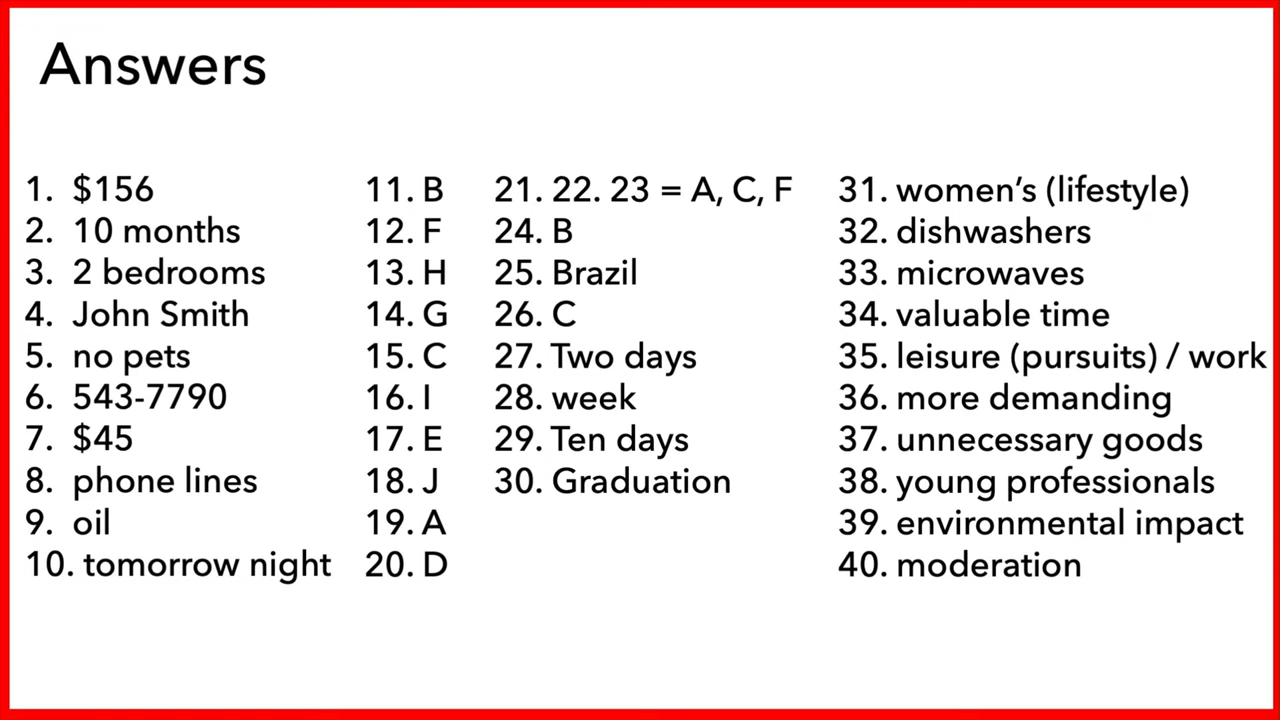 Answers
1. $156
2. 10 months
3. 2 bedrooms
4. John Smith
5. no pets
6. 543-7790
7. $45
8. phone lines
9. oil
10. tomorrow night
11. B
12. F
13. H
14. G
15. C
16. I
17. E
18. J
19. A
20. D
21. 22. 23 = A, C, F
24. B
25. Brazil
26. C
27. Two days
28. week
29. Ten days
30. Graduation
31. women's (lifestyle)
32. dishwashers
33. microwaves
34. valuable time
35. leisure (pursuits) / work
36. more demanding
37. unnecessary goods
38. young professionals
39. environmental impact
40. moderation